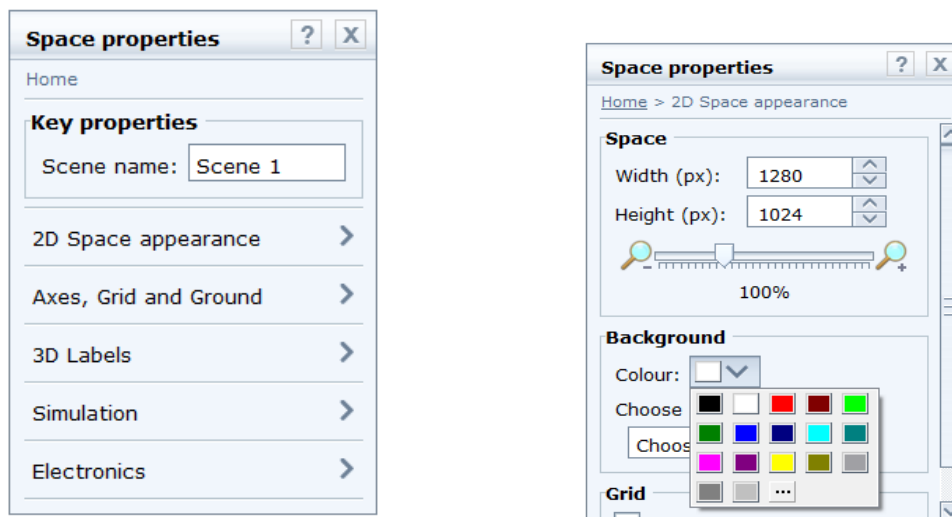 Space properties ? X
Home
Key properties
Scene name: Scene 1
2D Space appearance
Axes, Grid and Ground
3D Labels
Simulation
Electronics
Space properties ? X
Home > 2D Space appearance
Space
Width (px): 1280
Height (px): 1024
100%
Background
Colour:
Choose
Choos
...
Grid